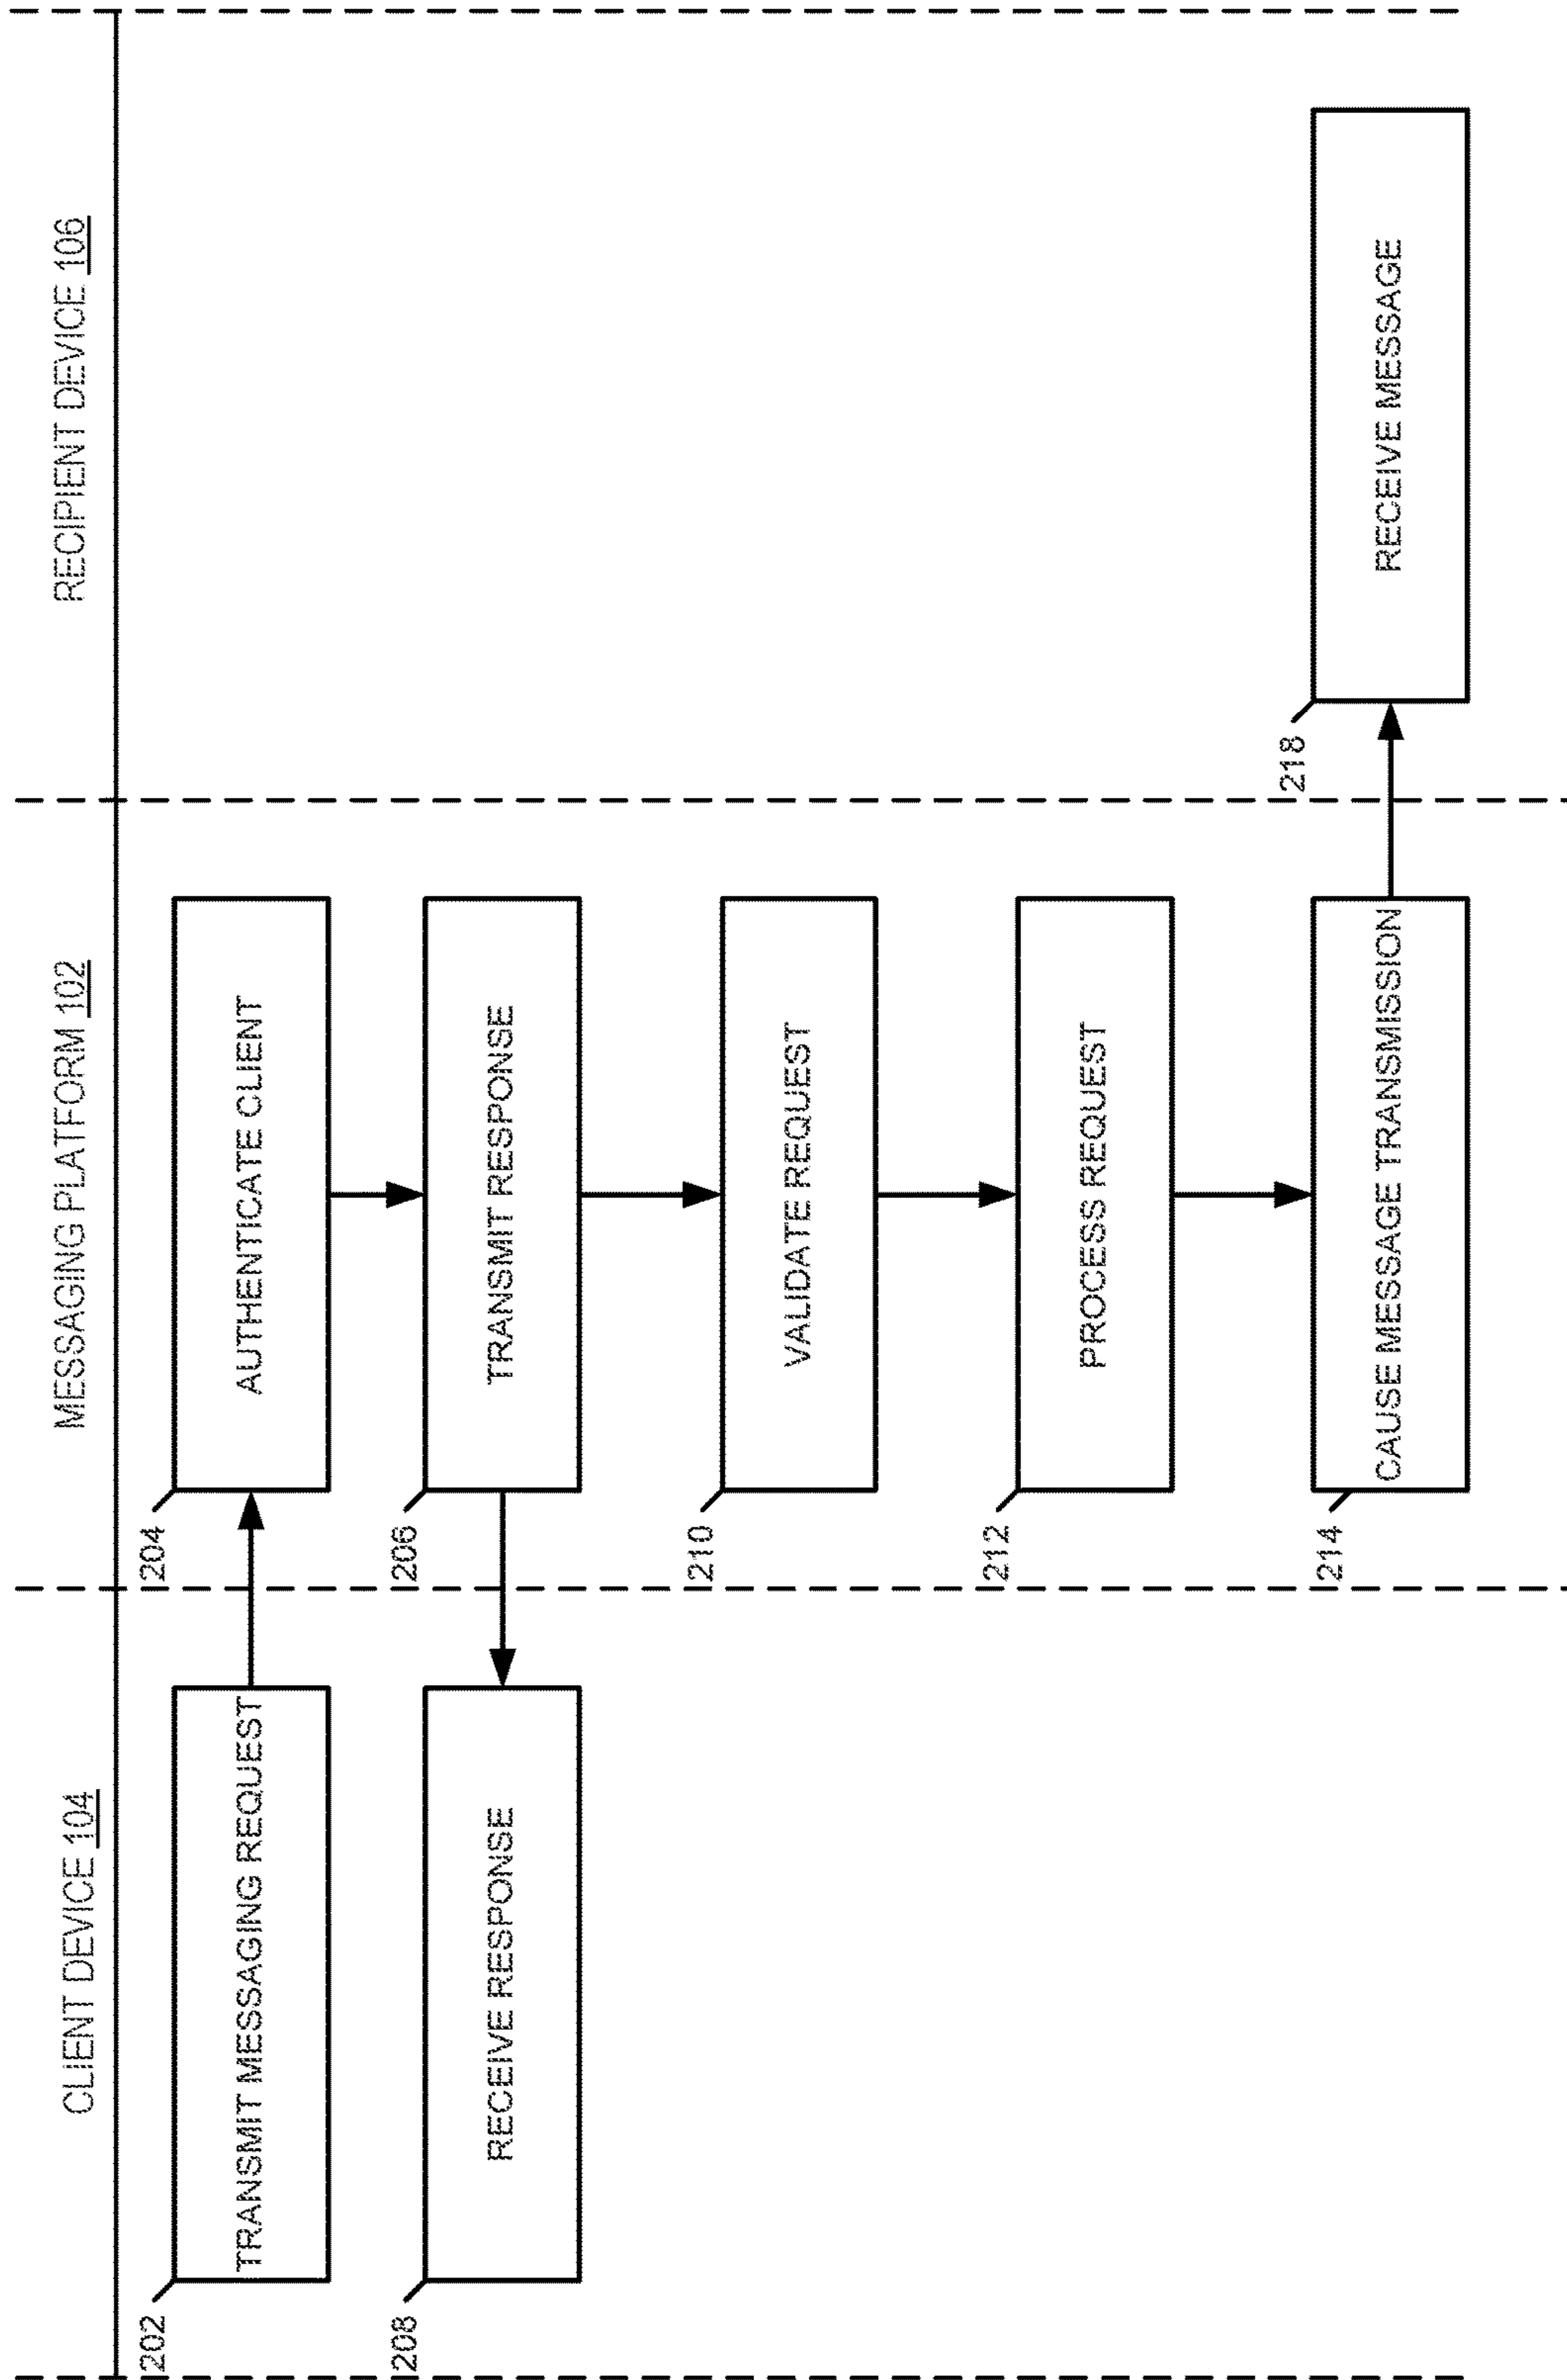 CLIENT DEVICE 104
MESSAGING PLATFORM 102
RECIPIENT DEVICE 106
202
TRANSMIT MESSAGING REQUEST
204
AUTHENTICATE CLIENT
208
RECEIVE RESPONSE
206
TRANSMIT RESPONSE
210
VALIDATE REQUEST
212
PROCESS REQUEST
214
CAUSE MESSAGE TRANSMISSION
218
RECEIVE MESSAGE